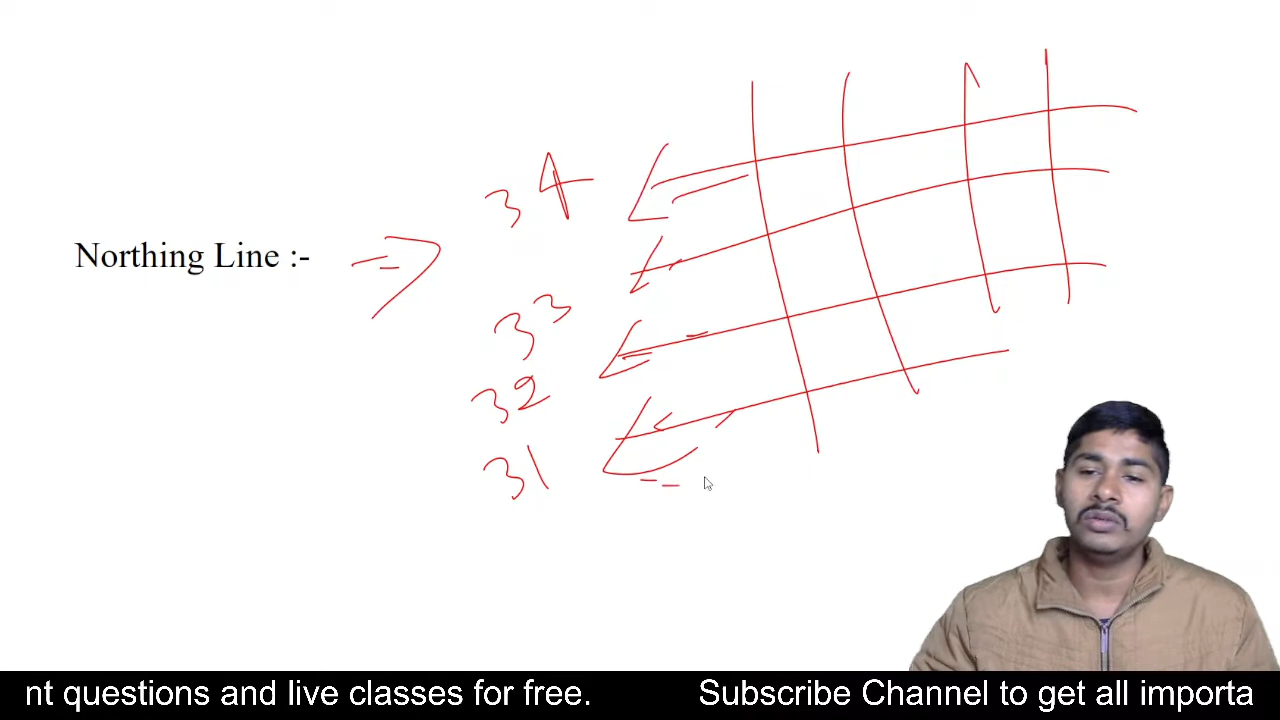 34
Northing Line :-
33
32
31
nt questions and live classes for free. Subscribe Channel to get all importa